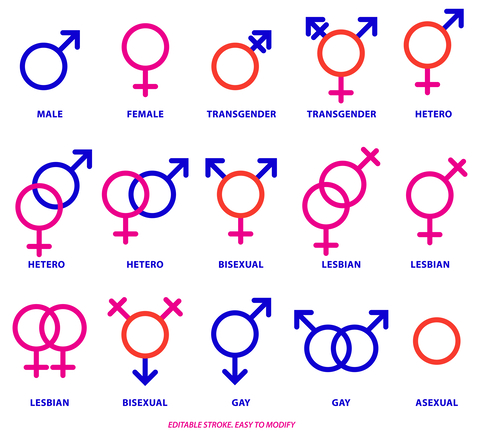 MALE
FEMALE
TRANSGENDER
TRANSGENDER
HETERO
HETERO
HETERO
BISEXUAL
LESBIAN
LESBIAN
LESBIAN
BISEXUAL
GAY
GAY
ASEXUAL
EDITABLE STROKE. EASY TO MODIFY